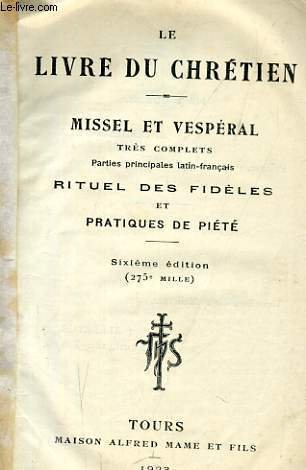 LE
LIVRE DU CHRÉTIEN
MISSEL ET VESPÉRAL
TRÈS COMPLETS
Parties principales latin-français
RITUEL DES FIDÈLES
ET
PRATIQUES DE PIÉTÉ
Sixième édition
(275e MILLE)
TOURS
MAISON ALFRED MAME ET FILS
le-livre.com